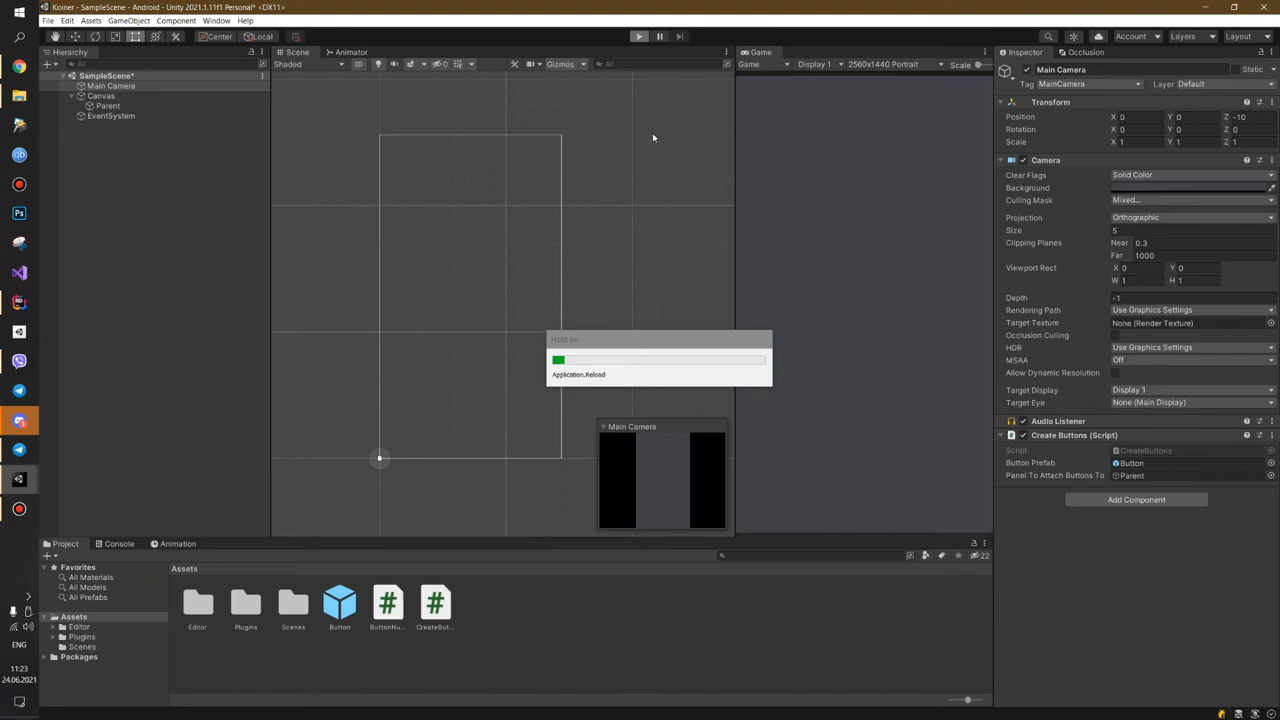 Koiner - SampleScene - Android - Unity 2021.1.11f1 Personal* <DX11>
File Edit Assets GameObject Component Window Help
Center Local Account Layers Layout
Hierarchy Scene Animator Game Inspector Occlusion
All Shaded 2D 0 Gizmos All Game Display 1 2560x1440 Portrait Scale
SampleScene*
Main Camera
Canvas
Parent
EventSystem
Main Camera Static
Tag MainCamera Layer Default
Transform
Position X 0 Y 0 Z -10
Rotation X 0 Y 0 Z 0
Scale X 1 Y 1 Z 1
Camera
Clear Flags Solid Color
Background
Culling Mask Mixed...
Projection Orthographic
Size 5
Clipping Planes Near 0.3
Far 1000
Viewport Rect X 0 Y 0
W 1 H 1
Depth -1
Rendering Path Use Graphics Settings
Target Texture None (Render Texture)
Occlusion Culling
HDR Use Graphics Settings
MSAA Off
Allow Dynamic Resolution
Target Display Display 1
Target Eye None (Main Display)
Audio Listener
Create Buttons (Script)
Script CreateButtons
Button Prefab Button
Panel To Attach Buttons To Parent
Add Component
Hold on
Application.Reload
Main Camera
Project Console Animation
22
Favorites
All Materials
All Models
All Prefabs
Assets
Editor
Plugins
Scenes
Packages
Assets
Editor Plugins Scenes Button ButtonNu... CreateBut...
Ps
qb
ENG
11:23
24.06.2021